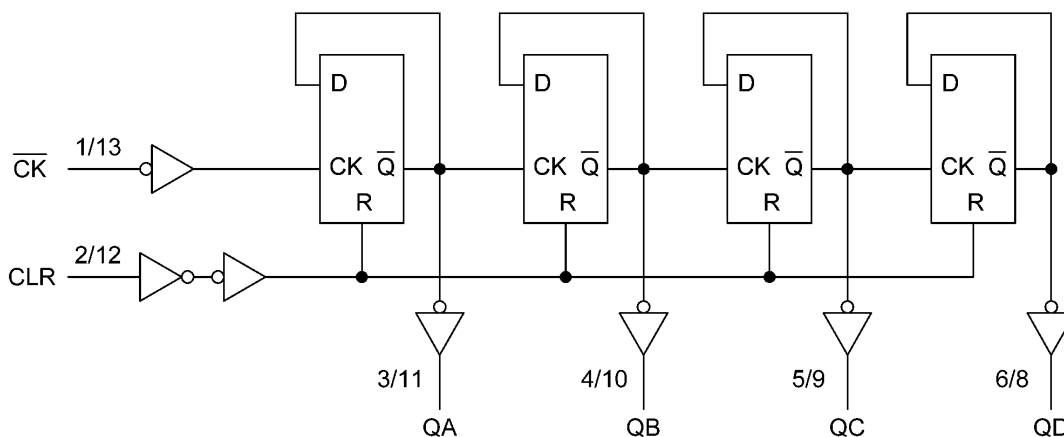 D D D D
1/13
C̅K̅ CK Q̅ CK Q̅ CK Q̅ CK Q̅
R R R R
2/12
CLR
3/11 4/10 5/9 6/8
QA QB QC QD